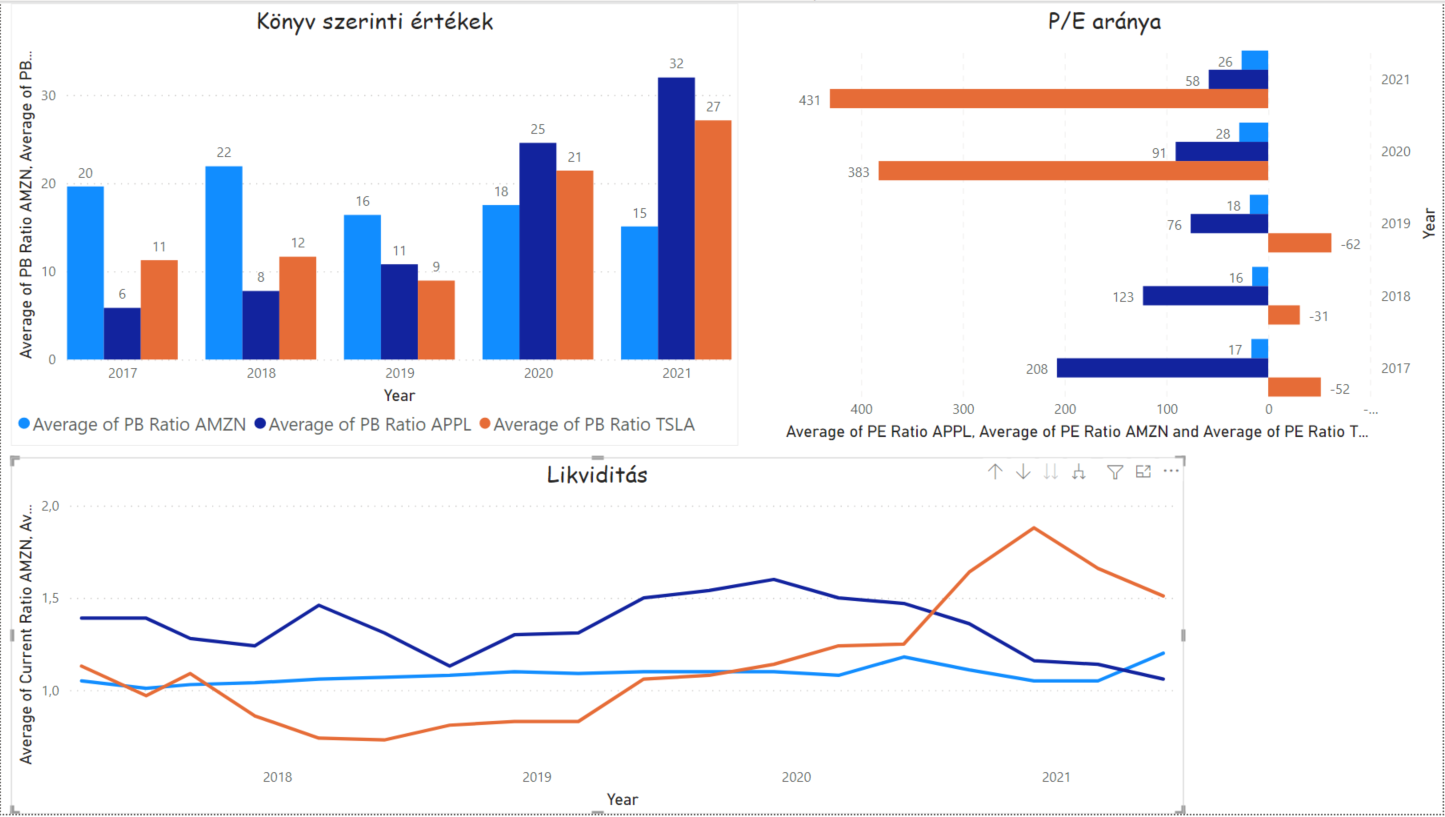 Könyv szerinti értékek
Average of PB Ratio AMZN, Average of PB...
30
20
10
0
20 6 11
22 8 12
16 11 9
18 25 21
15 32 27
2017 2018 2019 2020 2021
Year
Average of PB Ratio AMZN Average of PB Ratio APPL Average of PB Ratio TSLA
P/E aránya
26
58
431
2021
28
91
383
2020
18
76
-62
2019
16
123
-31
2018
17
208
-52
2017
Year
400 300 200 100 0 -...
Average of PE Ratio APPL, Average of PE Ratio AMZN and Average of PE Ratio T...
Likviditás
Average of Current Ratio AMZN, Av...
2,0
1,5
1,0
2018 2019 2020 2021
Year